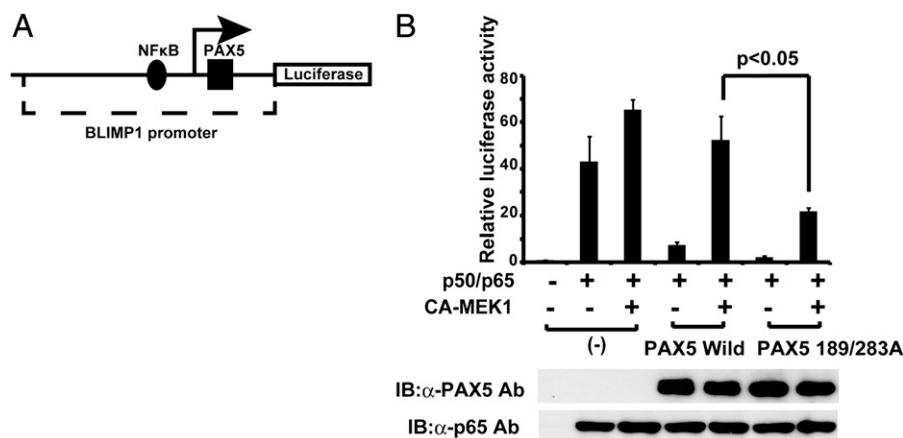 A
NFκB
PAX5
Luciferase
BLIMP1 promoter
B
p<0.05
Relative luciferase activity
80
60
40
20
0
p50/p65 - + + + + + +
CA-MEK1 - - + - + - +
(-) PAX5 Wild PAX5 189/283A
IB:α-PAX5 Ab
IB:α-p65 Ab